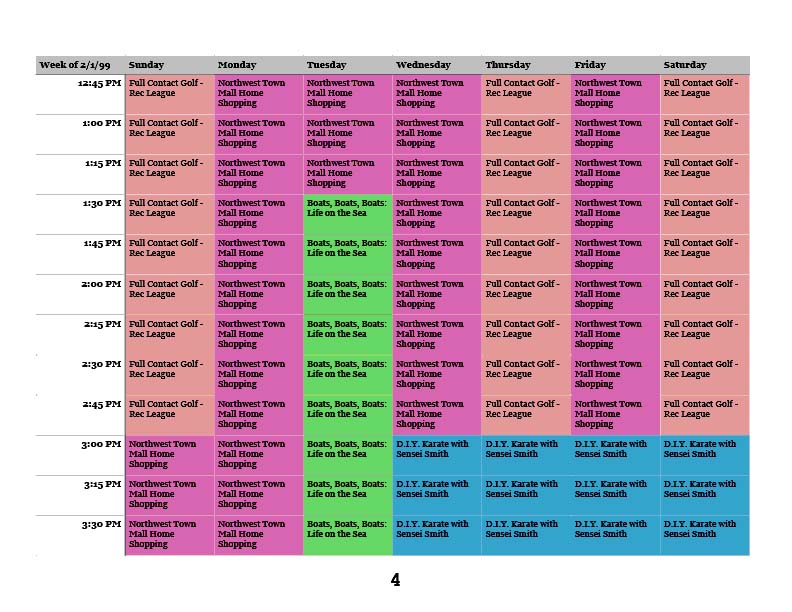 Week of 2/1/99 Sunday Monday Tuesday Wednesday Thursday Friday Saturday
12:45 PM Full Contact Golf - Northwest Town Northwest Town Northwest Town Full Contact Golf - Northwest Town Full Contact Golf -
Rec League Mall Home Mall Home Mall Home Rec League Mall Home Rec League
Shopping Shopping Shopping Shopping
1:00 PM Full Contact Golf - Northwest Town Northwest Town Northwest Town Full Contact Golf - Northwest Town Full Contact Golf -
Rec League Mall Home Mall Home Mall Home Rec League Mall Home Rec League
Shopping Shopping Shopping Shopping
1:15 PM Full Contact Golf - Northwest Town Northwest Town Northwest Town Full Contact Golf - Northwest Town Full Contact Golf -
Rec League Mall Home Mall Home Mall Home Rec League Mall Home Rec League
Shopping Shopping Shopping Shopping
1:30 PM Full Contact Golf - Northwest Town Boats, Boats, Boats: Northwest Town Full Contact Golf - Northwest Town Full Contact Golf -
Rec League Mall Home Life on the Sea Mall Home Rec League Mall Home Rec League
Shopping Shopping Shopping
1:45 PM Full Contact Golf - Northwest Town Boats, Boats, Boats: Northwest Town Full Contact Golf - Northwest Town Full Contact Golf -
Rec League Mall Home Life on the Sea Mall Home Rec League Mall Home Rec League
Shopping Shopping Shopping
2:00 PM Full Contact Golf - Northwest Town Boats, Boats, Boats: Northwest Town Full Contact Golf - Northwest Town Full Contact Golf -
Rec League Mall Home Life on the Sea Mall Home Rec League Mall Home Rec League
Shopping Shopping Shopping
2:15 PM Full Contact Golf - Northwest Town Boats, Boats, Boats: Northwest Town Full Contact Golf - Northwest Town Full Contact Golf -
Rec League Mall Home Life on the Sea Mall Home Rec League Mall Home Rec League
Shopping Shopping Shopping
2:30 PM Full Contact Golf - Northwest Town Boats, Boats, Boats: Northwest Town Full Contact Golf - Northwest Town Full Contact Golf -
Rec League Mall Home Life on the Sea Mall Home Rec League Mall Home Rec League
Shopping Shopping Shopping
2:45 PM Full Contact Golf - Northwest Town Boats, Boats, Boats: Northwest Town Full Contact Golf - Northwest Town Full Contact Golf -
Rec League Mall Home Life on the Sea Mall Home Rec League Mall Home Rec League
Shopping Shopping Shopping
3:00 PM Northwest Town Northwest Town Boats, Boats, Boats: D.I.Y. Karate with D.I.Y. Karate with D.I.Y. Karate with D.I.Y. Karate with
Mall Home Mall Home Life on the Sea Sensei Smith Sensei Smith Sensei Smith Sensei Smith
Shopping Shopping
3:15 PM Northwest Town Northwest Town Boats, Boats, Boats: D.I.Y. Karate with D.I.Y. Karate with D.I.Y. Karate with D.I.Y. Karate with
Mall Home Mall Home Life on the Sea Sensei Smith Sensei Smith Sensei Smith Sensei Smith
Shopping Shopping
3:30 PM Northwest Town Northwest Town Boats, Boats, Boats: D.I.Y. Karate with D.I.Y. Karate with D.I.Y. Karate with D.I.Y. Karate with
Mall Home Mall Home Life on the Sea Sensei Smith Sensei Smith Sensei Smith Sensei Smith
Shopping Shopping
4